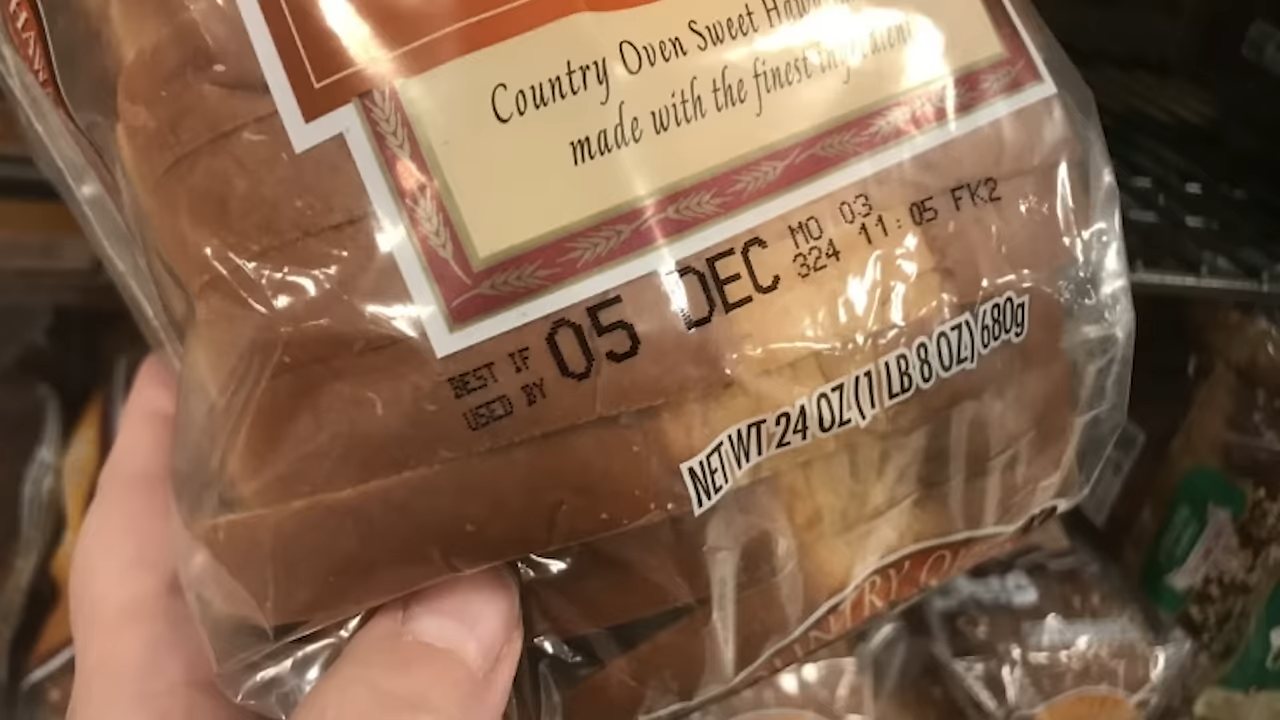 Country Oven Sweet
made with the finest
BEST IF
USED BY
05 DEC
MO 03
324 11:05 FK2
NET WT 24 OZ (1 LB 8 OZ) 680g